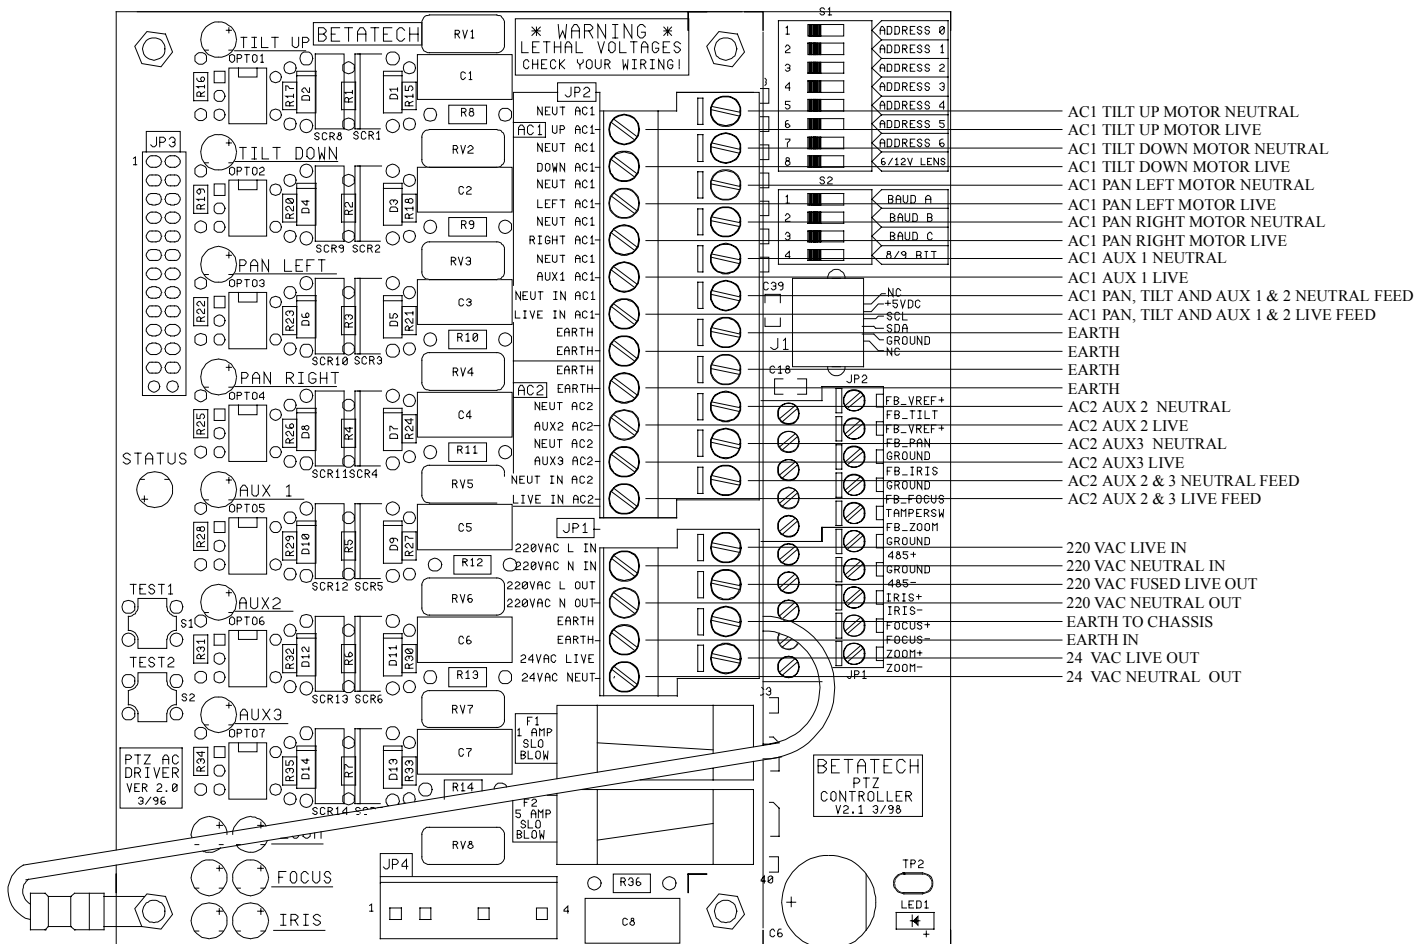 TILT UP
BETATECH
RV1
* WARNING *
LETHAL VOLTAGES
CHECK YOUR WIRING!
OPTO1
R16
R17
D2
R1
D1
R15
C1
R8
SCR8 SCR1
JP3
1
TILT DOWN
OPTO2
R19
R20
D4
R2
D3
R18
RV2
C2
R9
SCR9 SCR2
PAN LEFT
OPTO3
R22
R23
D6
R3
D5
R21
RV3
C3
R10
SCR10 SCR3
PAN RIGHT
OPTO4
R25
R26
D8
R4
D7
R24
RV4
C4
R11
SCR11 SCR4
STATUS
AUX 1
OPTO5
R28
R29
D10
R5
D9
R27
RV5
C5
R12
SCR12 SCR5
TEST1
S1
TEST2
S2
AUX2
OPTO6
R31
R32
D12
R6
D11
R30
RV6
C6
R13
SCR13 SCR6
AUX3
OPTO7
R34
R35
D14
R7
D13
R33
RV7
C7
R14
SCR14
PTZ AC
DRIVER
VER 2.0
3/96
FOCUS
IRIS
RV8
JP4
1
4
R36
C8
F1
1 AMP
SLO
BLOW
F2
5 AMP
SLO
BLOW
JP2
NEUT AC1
AC1 UP AC1
NEUT AC1
DOWN AC1
NEUT AC1
LEFT AC1
NEUT AC1
RIGHT AC1
NEUT AC1
AUX1 AC1
NEUT IN AC1
LIVE IN AC1
EARTH
EARTH
EARTH
AC2 EARTH
NEUT AC2
AUX2 AC2
NEUT AC2
AUX3 AC2
NEUT IN AC2
LIVE IN AC2
JP1
220VAC L IN
220VAC N IN
220VAC L OUT
220VAC N OUT
EARTH
EARTH
24VAC LIVE
24VAC NEUT
S1
1 ADDRESS 0
2 ADDRESS 1
3 ADDRESS 2
4 ADDRESS 3
5 ADDRESS 4
6 ADDRESS 5
7 ADDRESS 6
8 6/12V LENS
S2
1 BAUD A
2 BAUD B
3 BAUD C
4 8/9 BIT
C39
NC
+5VDC
SCL
SDA
GROUND
NC
J1
C18
JP2
FB_VREF+
FB_TILT
FB_VREF+
FB_PAN
GROUND
FB_IRIS
GROUND
FB_FOCUS
TAMPERSW
FB_ZOOM
GROUND
485+
GROUND
485-
IRIS+
IRIS-
FOCUS+
FOCUS-
ZOOM+
ZOOM-
JP1
BETATECH
PTZ
CONTROLLER
V2.1 3/98
40
C6
+
TP2
LED1
+
AC1 TILT UP MOTOR NEUTRAL
AC1 TILT UP MOTOR LIVE
AC1 TILT DOWN MOTOR NEUTRAL
AC1 TILT DOWN MOTOR LIVE
AC1 PAN LEFT MOTOR NEUTRAL
AC1 PAN LEFT MOTOR LIVE
AC1 PAN RIGHT MOTOR NEUTRAL
AC1 PAN RIGHT MOTOR LIVE
AC1 AUX 1 NEUTRAL
AC1 AUX 1 LIVE
AC1 PAN, TILT AND AUX 1 & 2 NEUTRAL FEED
AC1 PAN, TILT AND AUX 1 & 2 LIVE FEED
EARTH
EARTH
EARTH
EARTH
AC2 AUX 2 NEUTRAL
AC2 AUX 2 LIVE
AC2 AUX3 NEUTRAL
AC2 AUX3 LIVE
AC2 AUX 2 & 3 NEUTRAL FEED
AC2 AUX 2 & 3 LIVE FEED
220 VAC LIVE IN
220 VAC NEUTRAL IN
220 VAC FUSED LIVE OUT
220 VAC NEUTRAL OUT
EARTH TO CHASSIS
EARTH IN
24 VAC LIVE OUT
24 VAC NEUTRAL OUT